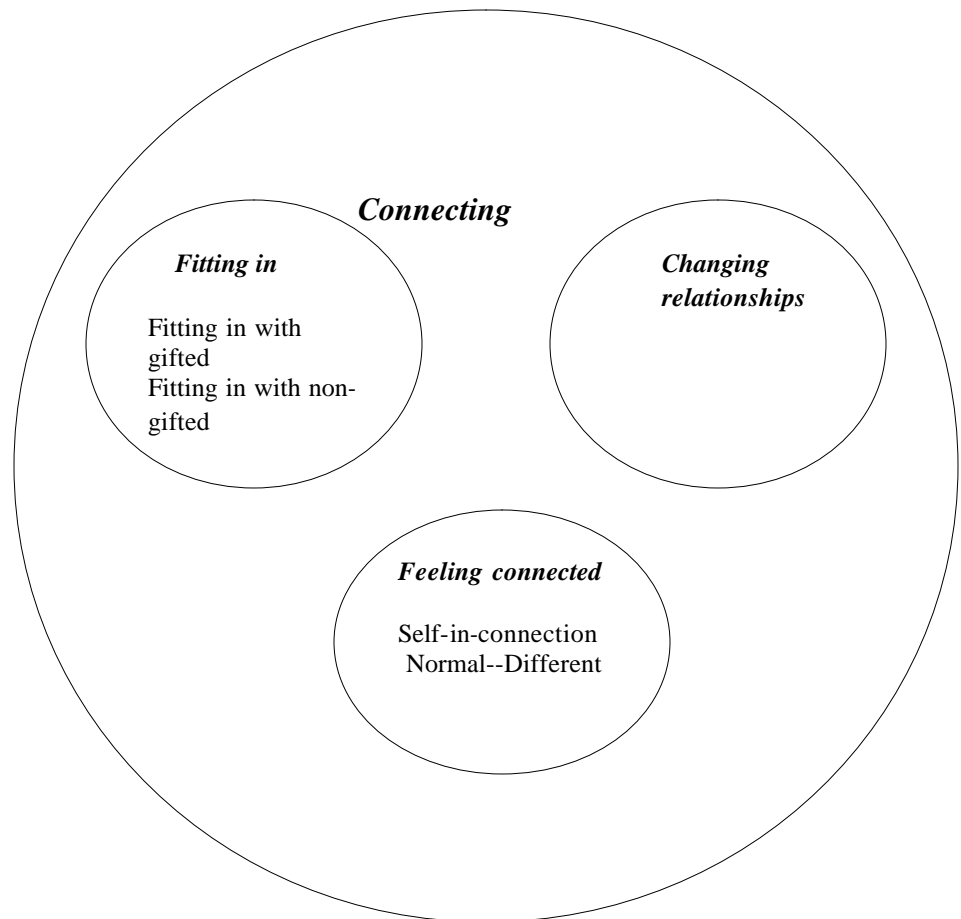 Connecting
Fitting in
Fitting in with
gifted
Fitting in with non-
gifted
Changing
relationships
Feeling connected
Self-in-connection
Normal--Different